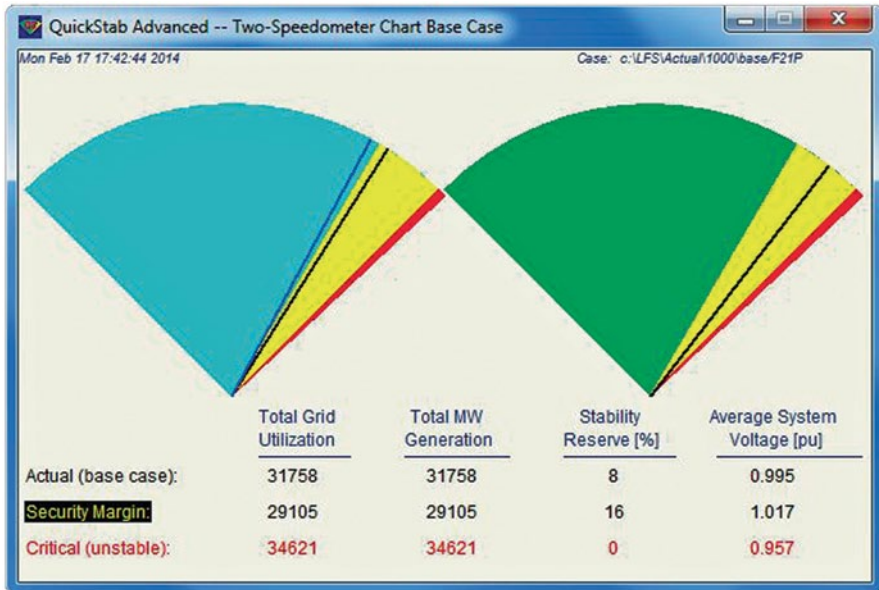 QuickStab Advanced -- Two-Speedometer Chart Base Case
Mon Feb 17 17:42:44 2014 Case: c:\LFS\Actual\1000\base/F21P
Total Grid Total MW Stability Average System
Utilization Generation Reserve [%] Voltage [pu]
Actual (base case): 31758 31758 8 0.995
Security Margin: 29105 29105 16 1.017
Critical (unstable): 34621 34621 0 0.957